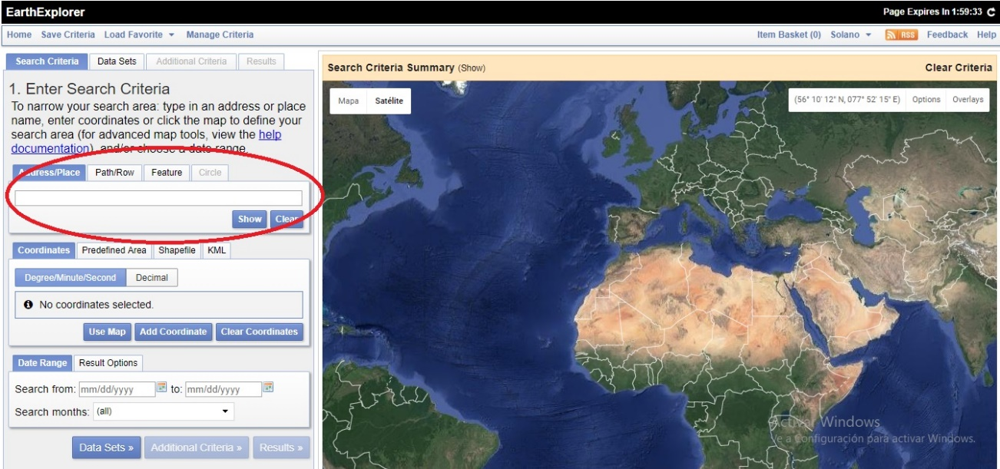 EarthExplorer
Page Expires In 1:59:33
Home Save Criteria Load Favorite Manage Criteria
Item Basket (0) Solano RSS Feedback Help
Search Criteria Data Sets Additional Criteria Results
Search Criteria Summary (Show)
Clear Criteria
1. Enter Search Criteria
To narrow your search area: type in an address or place
name, enter coordinates or click the map to define your
search area (for advanced map tools, view the help
documentation), and/or choose a date range.
Address/Place Path/Row Feature Circle
Show Clear
Coordinates Predefined Area Shapefile KML
Degree/Minute/Second Decimal
No coordinates selected.
Use Map Add Coordinate Clear Coordinates
Date Range Result Options
Search from: mm/dd/yyyy to: mm/dd/yyyy
Search months: (all)
Data Sets » Additional Criteria » Results »
Mapa Satélite
(56° 10' 12" N, 077° 52' 15" E) Options Overlays
Activar Windows
Ve a Configuración para activar Windows.